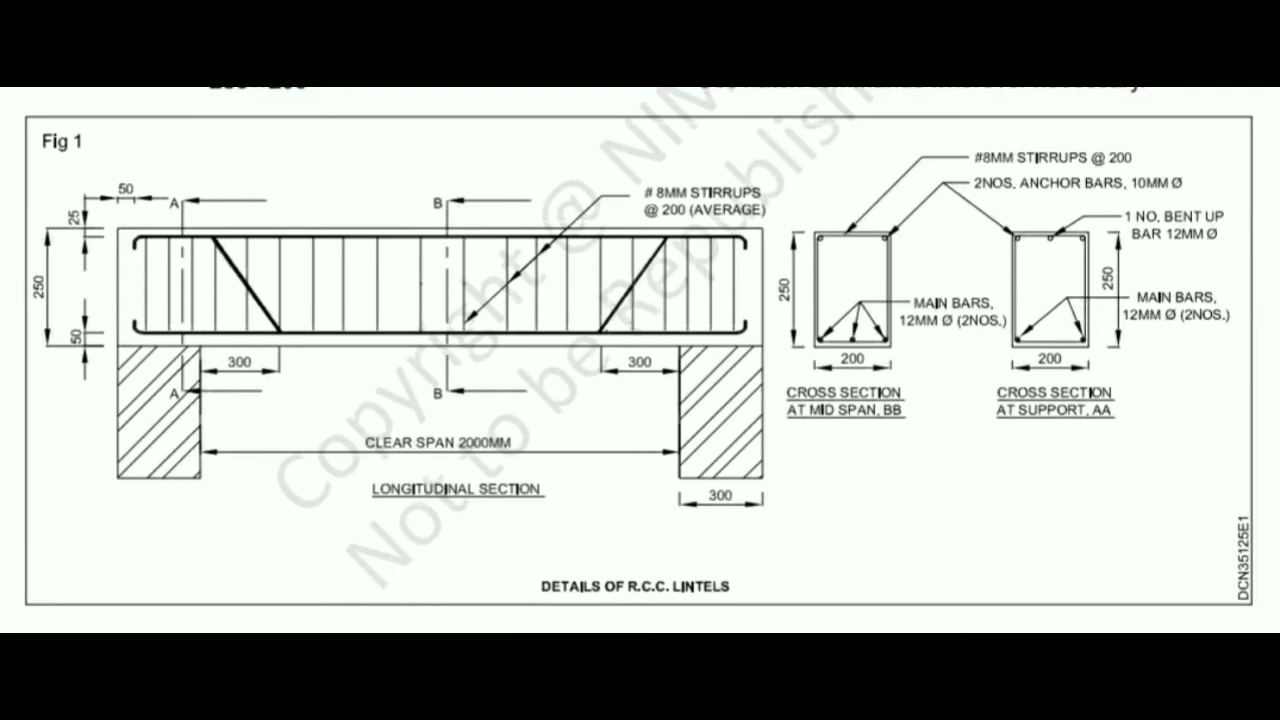 Fig 1
50
A
B
# 8MM STIRRUPS
@ 200 (AVERAGE)
25
250
50
300
300
A
B
CLEAR SPAN 2000MM
LONGITUDINAL SECTION
300
#8MM STIRRUPS @ 200
2NOS. ANCHOR BARS, 10MM Ø
1 NO. BENT UP
BAR 12MM Ø
250
MAIN BARS,
12MM Ø (2NOS.)
200
CROSS SECTION
AT MID SPAN, BB
250
MAIN BARS,
12MM Ø (2NOS.)
200
CROSS SECTION
AT SUPPORT, AA
DETAILS OF R.C.C. LINTELS
DCN35125E1
Copyright @ NIM
Not to be Republish